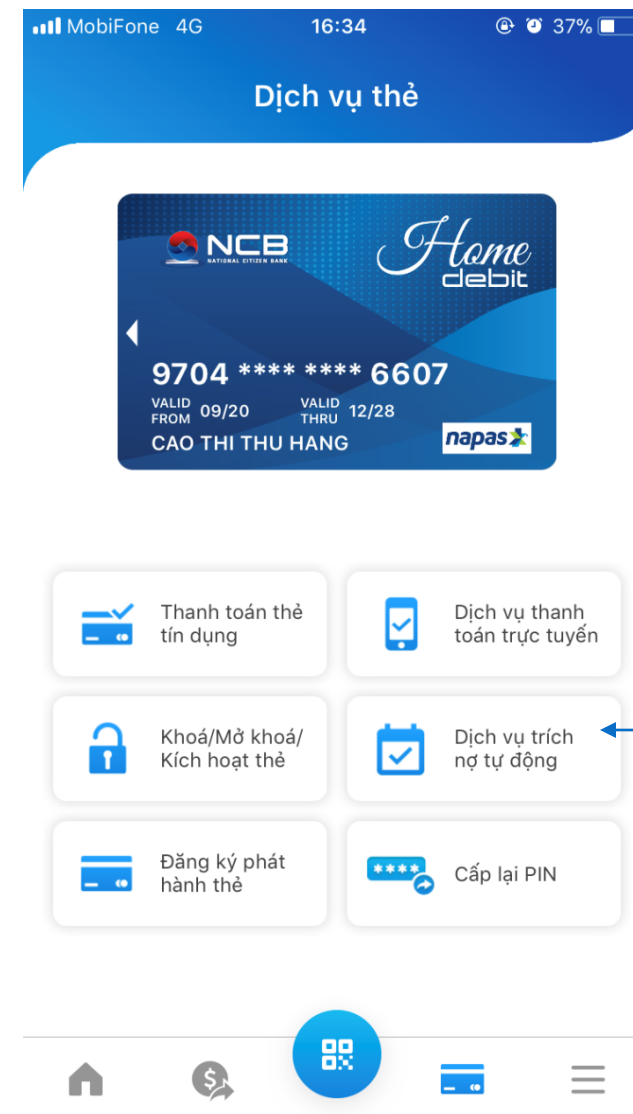 MobiFone 4G 16:34 37%
Dịch vụ thẻ
NCB
NATIONAL CITIZEN BANK
Home
debit
9704 **** **** 6607
VALID FROM 09/20 VALID THRU 12/28
CAO THI THU HANG
napas
Thanh toán thẻ
tín dụng
Dịch vụ thanh
toán trực tuyến
Khoá/Mở khoá/
Kích hoạt thẻ
Dịch vụ trích
nợ tự động
Đăng ký phát
hành thẻ
****
Cấp lại PIN